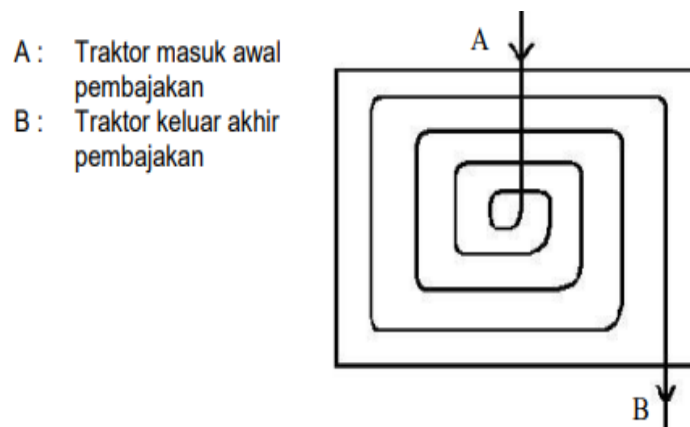 A : Traktor masuk awal
pembajakan
B : Traktor keluar akhir
pembajakan
A
B